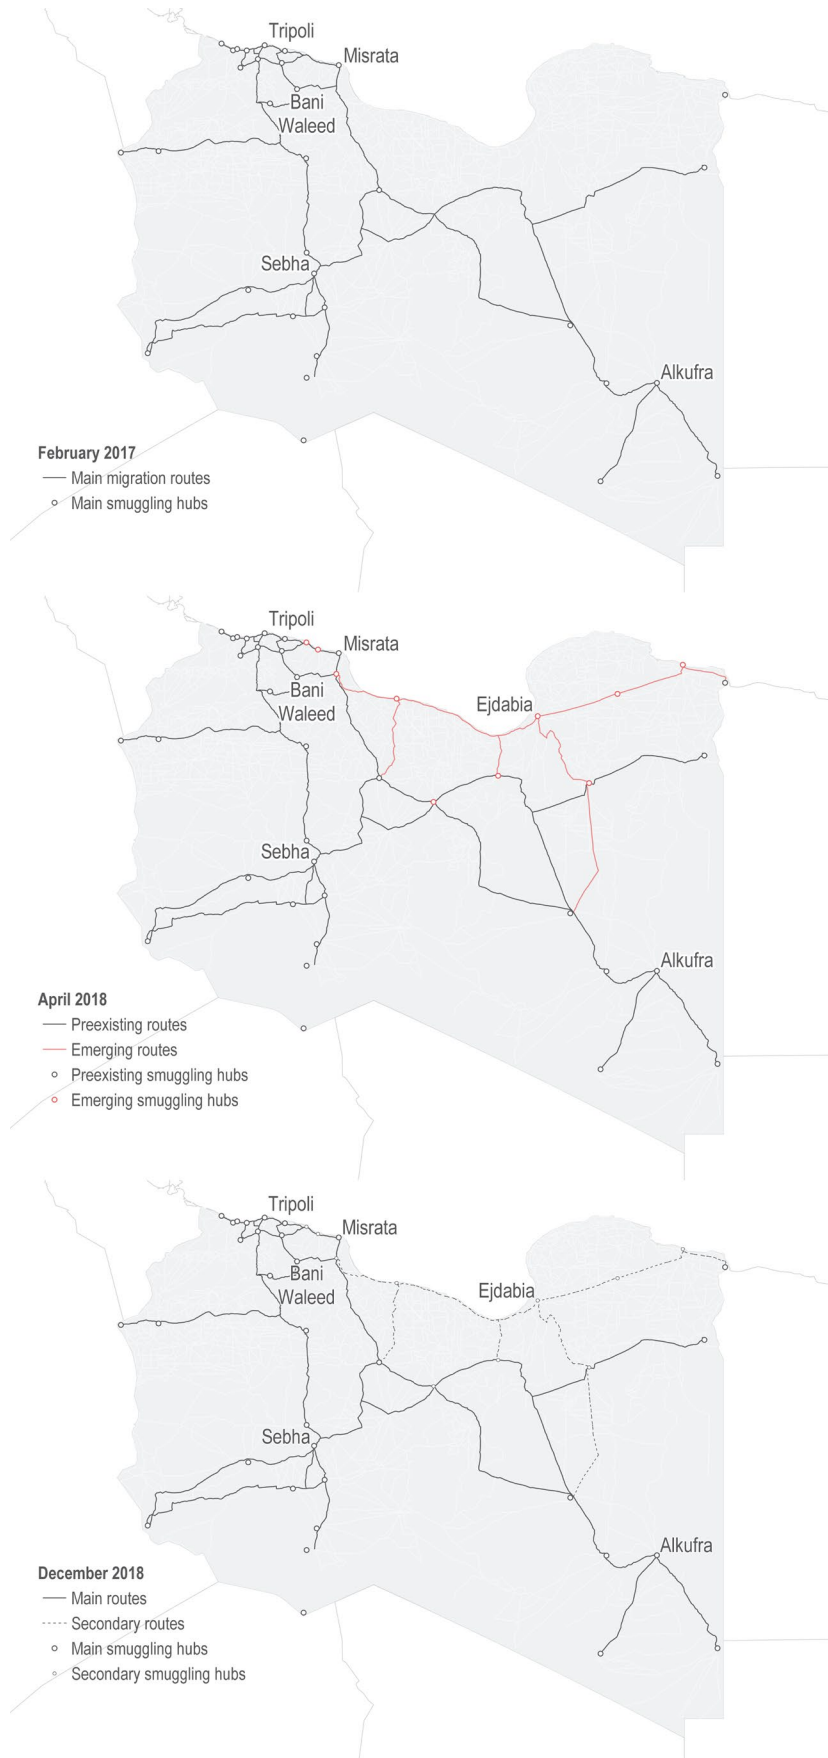 Tripoli
Misrata
Bani
Waleed
Sebha
Alkufra
February 2017
Main migration routes
Main smuggling hubs
Tripoli
Misrata
Bani
Waleed
Ejdabia
Sebha
Alkufra
April 2018
Preexisting routes
Emerging routes
Preexisting smuggling hubs
Emerging smuggling hubs
Tripoli
Misrata
Bani
Waleed
Ejdabia
Sebha
Alkufra
December 2018
Main routes
Secondary routes
Main smuggling hubs
Secondary smuggling hubs